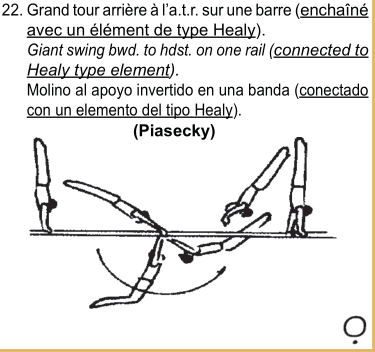 22. Grand tour arrière à l'a.t.r. sur une barre (enchaîné
avec un élément de type Healy).
Giant swing bwd. to hdst. on one rail (connected to
Healy type element).
Molino al apoyo invertido en una banda (conectado
con un elemento del tipo Healy).
(Piasecky)